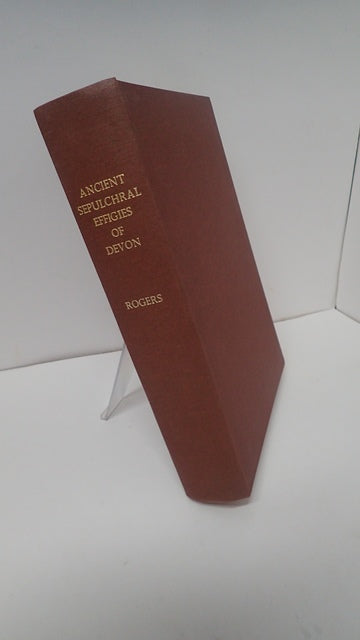 ANCIENT
SEPULCHRAL
EFFIGIES
OF
DEVON
ROGERS